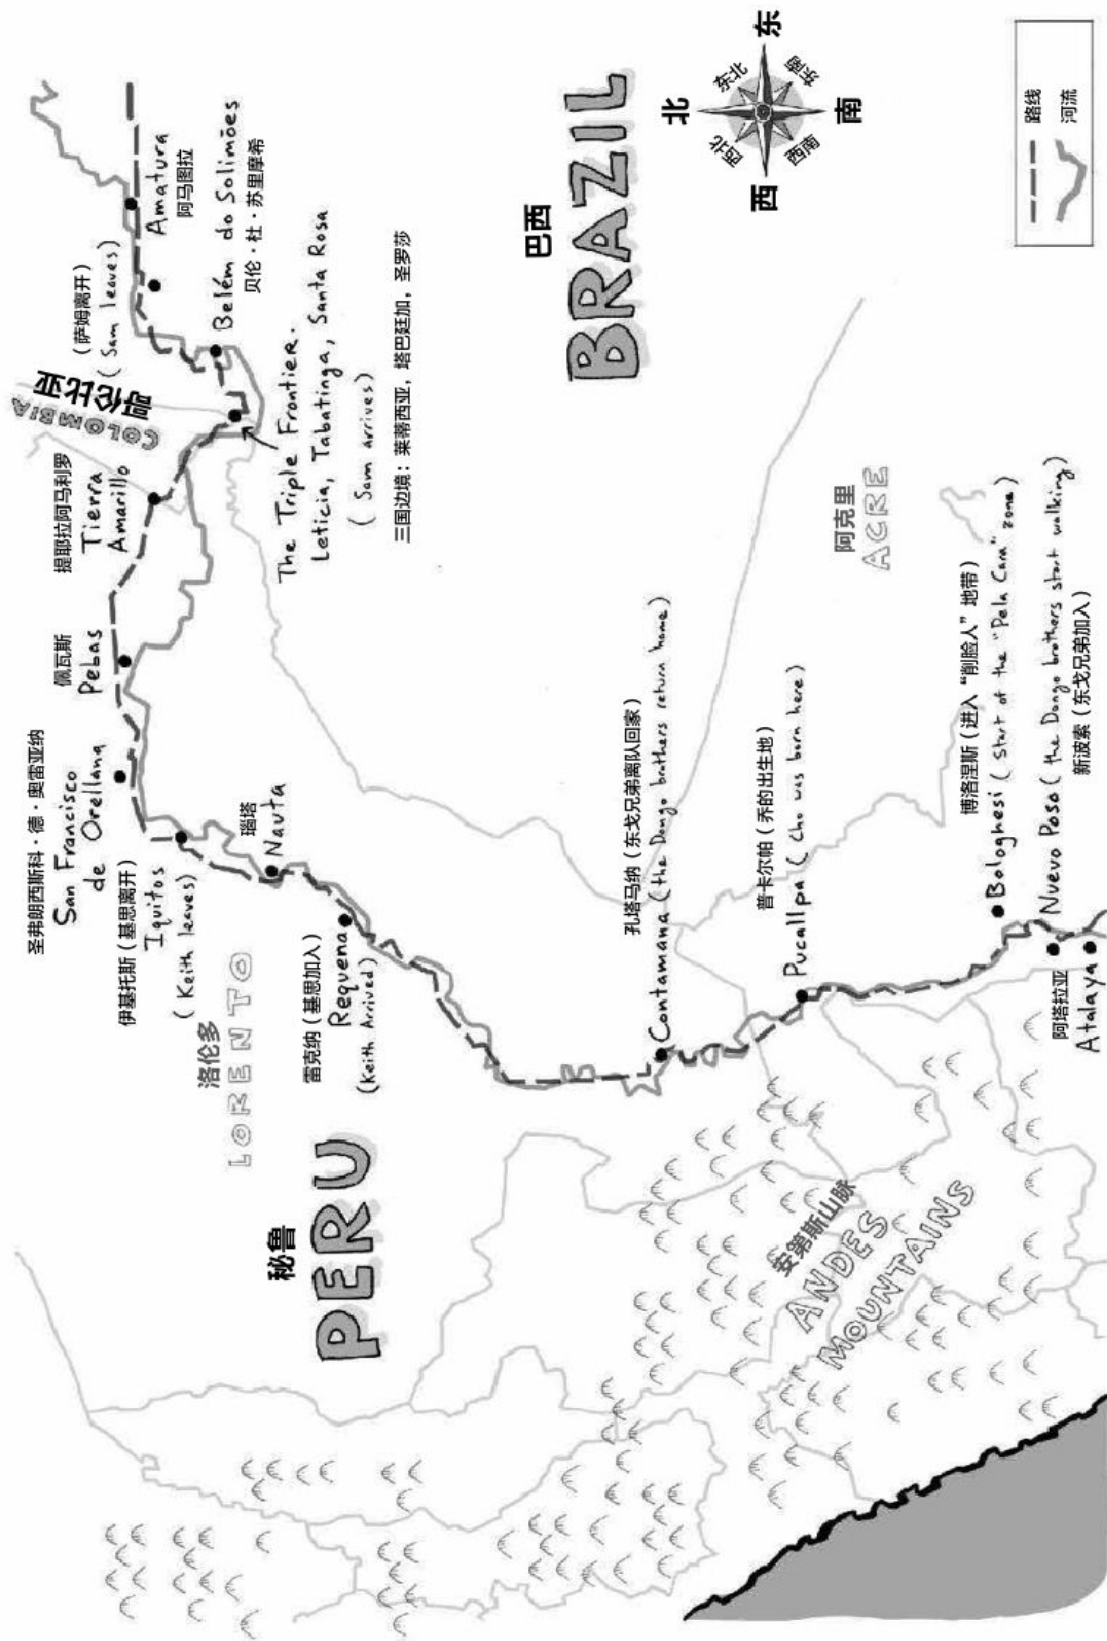 圣弗朗西斯科·德·奥雷亚纳
San Francisco
de Orellana
伊基托斯(基思离开)
Iquitos
(Keith leaves)
佩瓦斯
Pebas
提耶拉阿马利罗
Tierra
Amarillo
哥伦比亚
COLOMBIA
(萨姆离开)
(Sam leaves)
Amatura
阿马图拉
Belém do Solimões
贝伦·杜·苏里摩希
The Triple Frontier.
Leticia, Tabatinga, Santa Rosa
(Sam arrives)
三国边境:莱蒂西亚,塔巴廷加,圣罗莎
瑙塔
Nauta
洛伦多
LORENTO
雷克纳(基思加入)
Requena
(Keith Arrived)
秘鲁
PERU
巴西
BRAZIL
北
东北
东
东南
南
西南
西
西北
孔塔马纳(东戈兄弟离队回家)
Contamana (the Dongo brothers return home)
普卡尔帕(乔的出生地)
Pucallpa (Cho was born here)
阿克里
ACRE
安第斯山脉
ANDES
MOUNTAINS
博洛涅斯(进入“削脸人”地带)
Bologhesi (start of the "Pela Cara" zone)
Nuevo Poso (the Dongo brothers start walking)
新波索(东戈兄弟加入)
阿塔拉亚
Atalaya
路线
河流